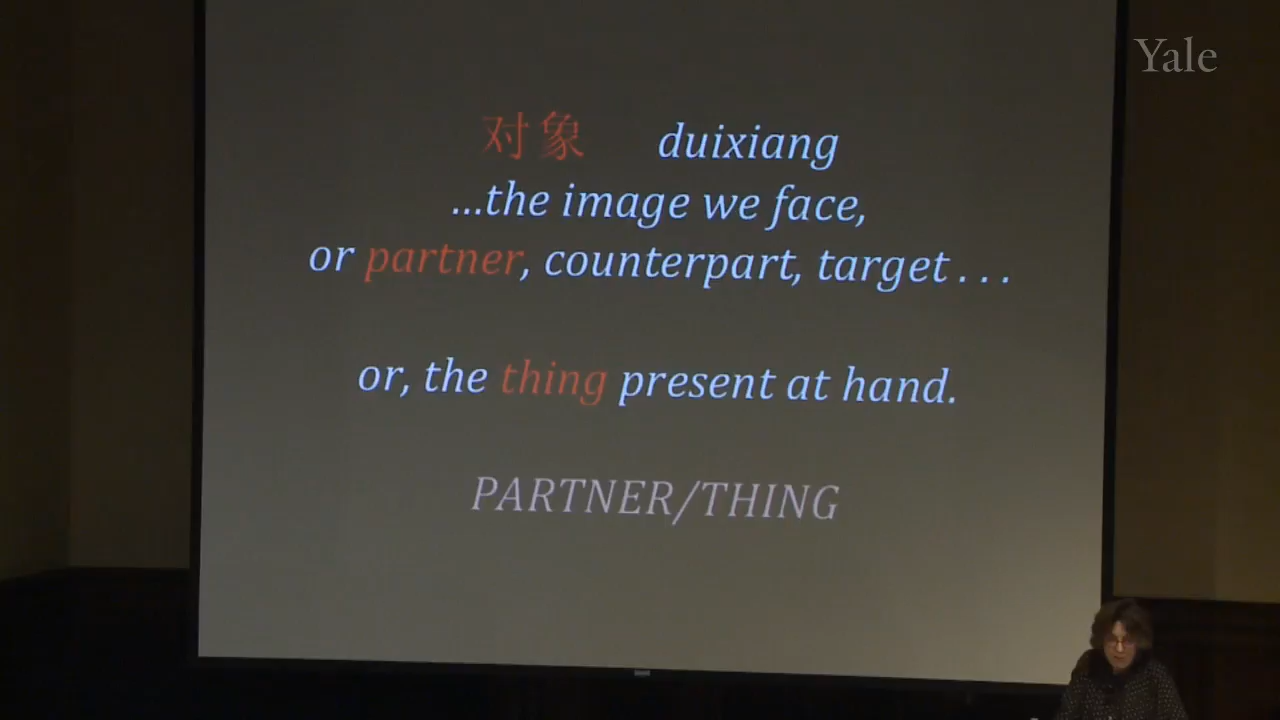 Yale
对象 duixiang
...the image we face,
or partner, counterpart, target . . .
or, the thing present at hand.
PARTNER/THING